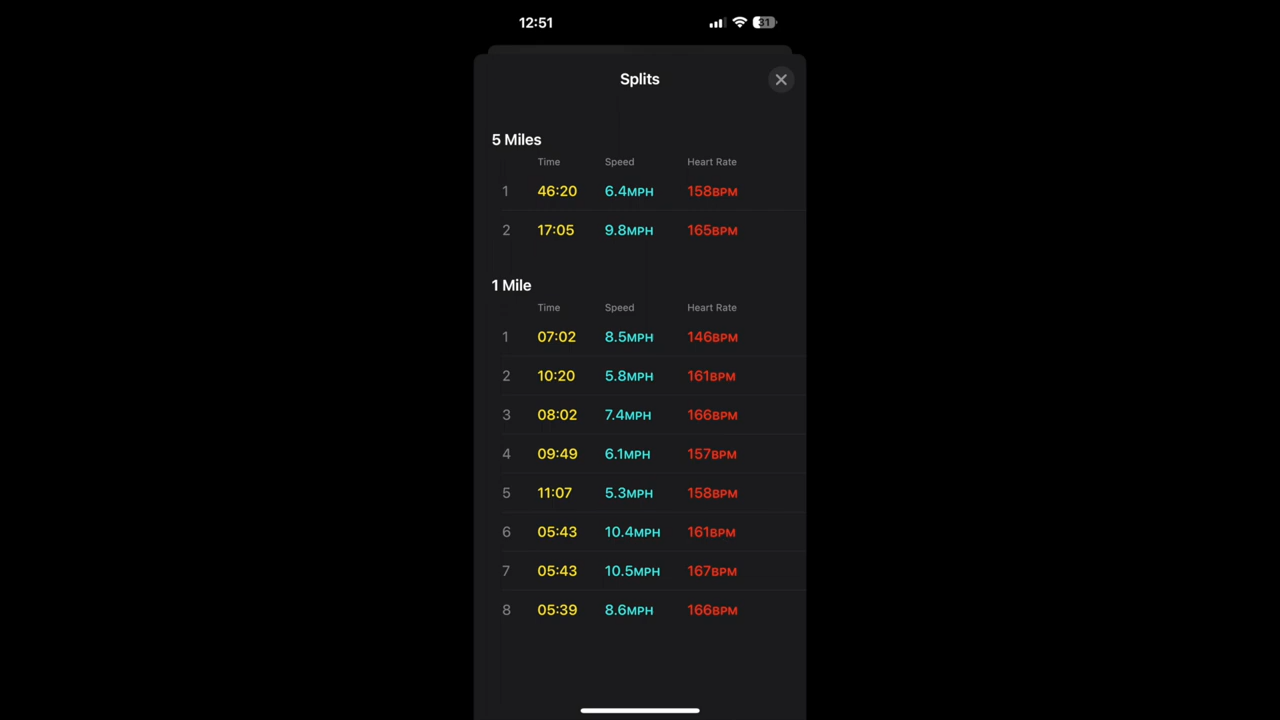 12:51
31
Splits
5 Miles
Time Speed Heart Rate
1 46:20 6.4MPH 158BPM
2 17:05 9.8MPH 165BPM
1 Mile
Time Speed Heart Rate
1 07:02 8.5MPH 146BPM
2 10:20 5.8MPH 161BPM
3 08:02 7.4MPH 166BPM
4 09:49 6.1MPH 157BPM
5 11:07 5.3MPH 158BPM
6 05:43 10.4MPH 161BPM
7 05:43 10.5MPH 167BPM
8 05:39 8.6MPH 166BPM